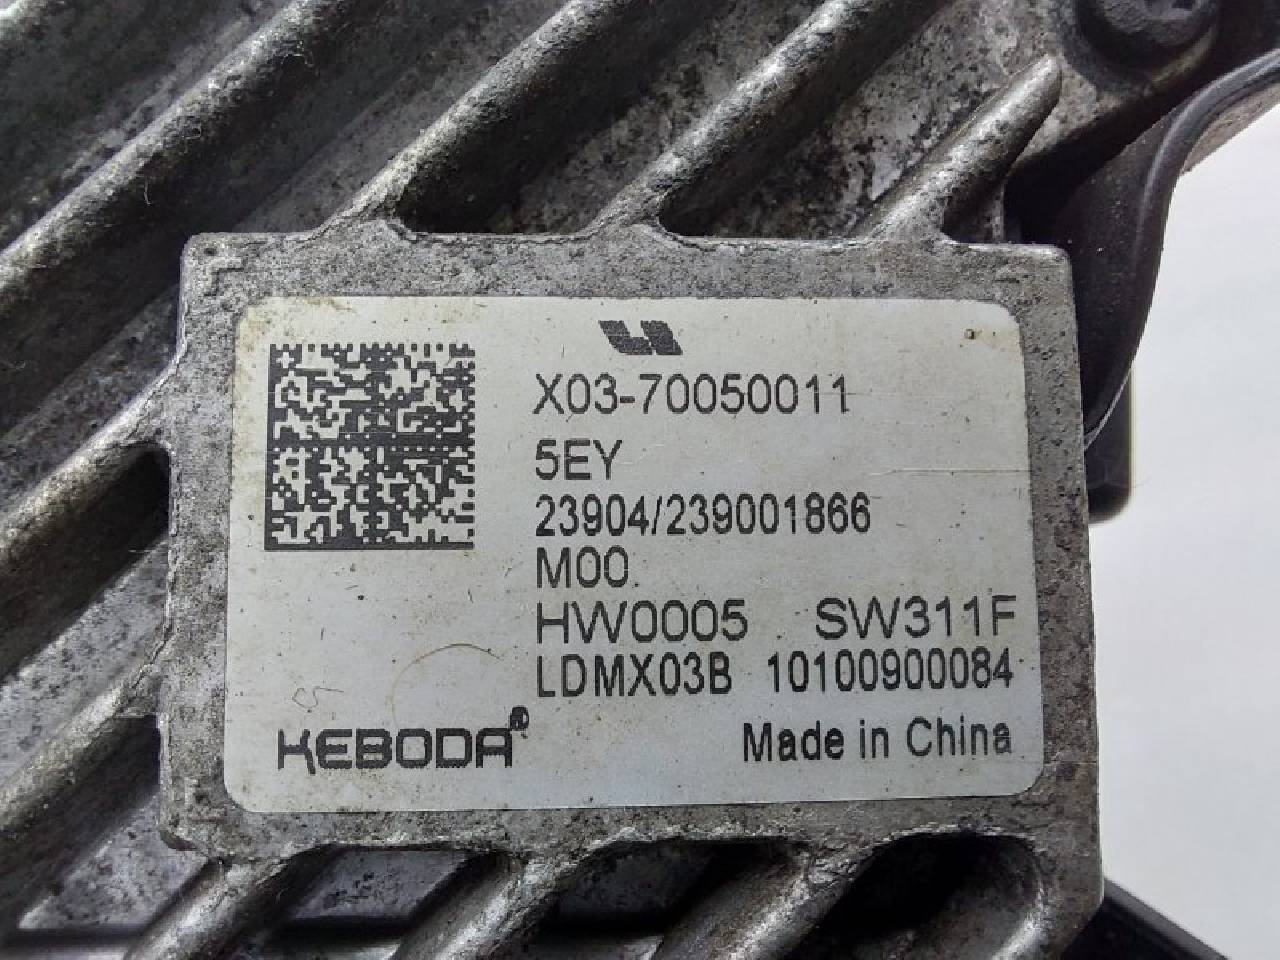 X03-70050011
5EY
23904/239001866
M00
HW0005 SW311F
LDMX03B 10100900084
KEBODA®
Made in China